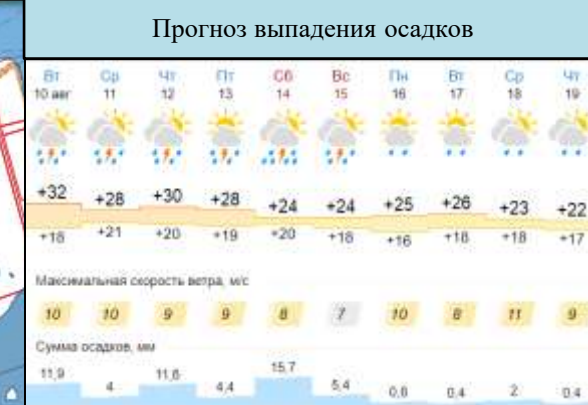 Прогноз выпадения осадков
Вт Ср Чт Пт Сб Вс Пн Вт Ср Чт
10 авг 11 12 13 14 15 16 17 18 19
+32 +28 +30 +28 +24 +24 +25 +26 +23 +22
+18 +21 +20 +19 +20 +18 +16 +18 +18 +17
Максимальная скорость ветра, м/с
10 10 9 9 8 7 10 8 11 9
Сумма осадков, мм
11,9 4 11,6 4,4 15,7 5,4 0,6 0,4 2 0,4